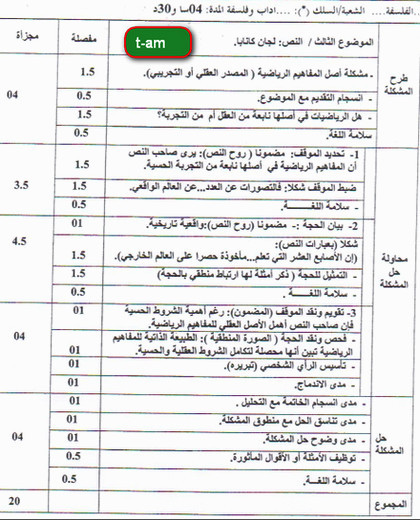 ..الفلسفة.... الشعبة/السلك (*): ....اداب وفلسفة المدة: 04سا و30د
مجزأة
مفصلة
t-am
الموضوع الثالث / النص: لجان كانابا.
طرح المشكلة
- مشكلة أصل المفاهيم الرياضية ( المصدر العقلي أو التجريبي).
1.5
04
- انسجام التقديم مع الموضوع.
0.5
- هل الرياضيات في أصلها نابعة من العقل أم من التجربة؟
1.5
سلامة اللغة.
0.5
محاولة حل المشكلة
1- تحديد الموقف: مضمونا ( روح النص): يرى صاحب النص
أن المفاهيم الرياضية في أصلها نابعة من التجربة الحسية.
1.5
3.5
ضبط الموقف شكلا: فالتصورات عن العدد...عن العالم الواقعي.
1.5
- سلامة اللغة.
0.5
2- بيان الحجة :- مضمونا (روح النص):واقعية تاريخية.
01
4.5
شكلا (بعبارات النص):
(إن الأصابع العشر التي تعلم...مأخوذة حصرا على العالم الخارجي).
1.5
- التمثيل للحجة ( ذكر أمثلة لها ارتباط منطقي بالحجة)
1.5
- سلامة اللغة.
0.5
3- تقويم ونقد الموقف (المضمون): رغم أهمية الشروط الحسية
فإن صاحب النص أهمل الأصل العقلي للمفاهيم الرياضية.
01
04
- فحص ونقد الحجة ( الصورة المنطقية ): الطبيعة الذاتية للمفاهيم
الرياضية تبين أنها محصلة لتكامل الشروط العقلية والحسية.
01
- تأسيس الرأي الشخصي (تبريره).
01
- مدى الاندماج.
01
حل المشكلة
- مدى انسجام الخاتمة مع التحليل.
01
04
- مدى تناسق الحل مع منطوق المشكلة.
01
- مدى وضوح حل المشكلة.
01
- توظيف الأمثلة أو الأقوال المأثورة.
0.5
- سلامة اللغة.
0.5
المجموع
20